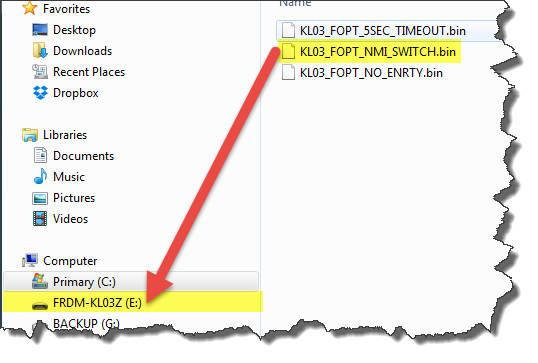 Favorites
Desktop
Downloads
Recent Places
Dropbox
Libraries
Documents
Music
Pictures
Videos
Computer
Primary (C:)
FRDM-KL03Z (E:)
BACKUP (G:)
Name
KL03_FOPT_5SEC_TIMEOUT.bin
KL03_FOPT_NMI_SWITCH.bin
KL03_FOPT_NO_ENRTY.bin